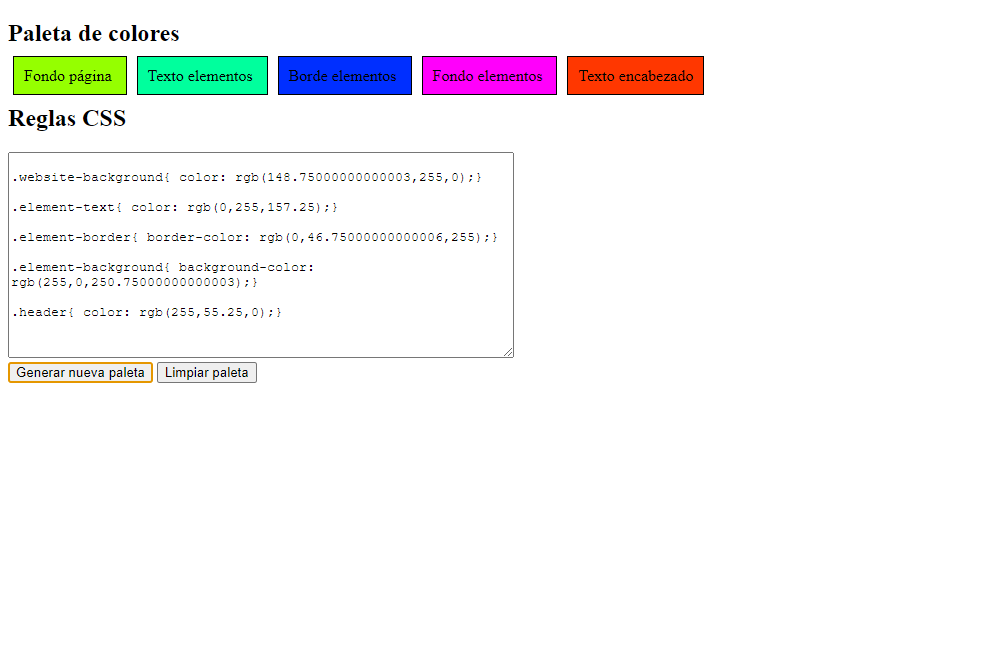 Paleta de colores
Fondo página Texto elementos Borde elementos Fondo elementos Texto encabezado
Reglas CSS
.website-background{ color: rgb(148.75000000000003,255,0);}
.element-text{ color: rgb(0,255,157.25);}
.element-border{ border-color: rgb(0,46.75000000000006,255);}
.element-background{ background-color:
rgb(255,0,250.75000000000003);}
.header{ color: rgb(255,55.25,0);}
Generar nueva paleta Limpiar paleta